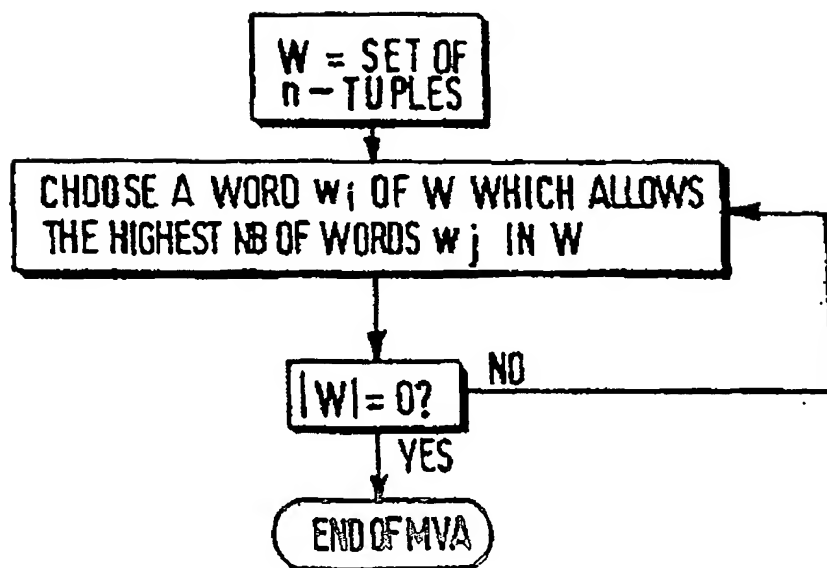 W = SET OF
n-TUPLES
CHOOSE A WORD wi OF W WHICH ALLOWS
THE HIGHEST NB OF WORDS wj IN W
|W| = 0?
NO
YES
END OF MVA